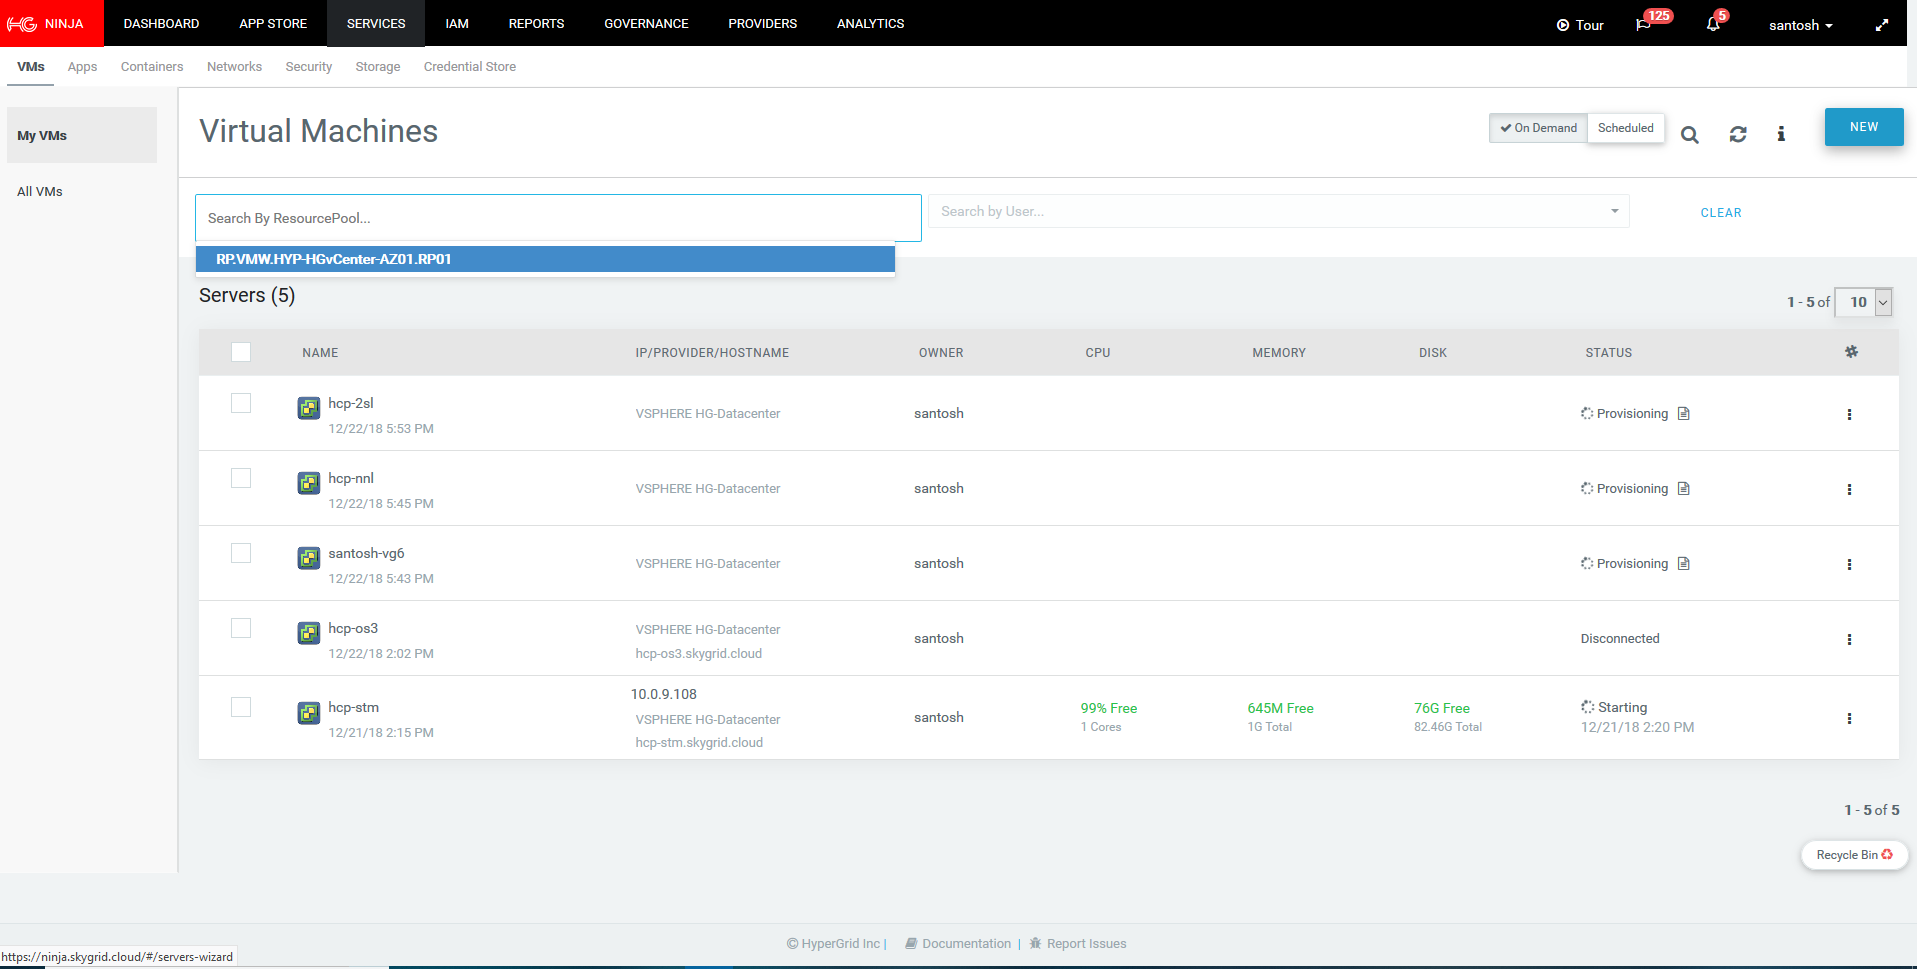 HG NINJA DASHBOARD APP STORE SERVICES IAM REPORTS GOVERNANCE PROVIDERS ANALYTICS Tour 125 5 santosh
VMs Apps Containers Networks Security Storage Credential Store
My VMs
All VMs
Virtual Machines
On Demand Scheduled NEW
Search By ResourcePool... Search by User... CLEAR
RP.VMW.HYP-HGvCenter-AZ01.RP01
Servers (5)
1 - 5 of 10
NAME IP/PROVIDER/HOSTNAME OWNER CPU MEMORY DISK STATUS
hcp-2sl
12/22/18 5:53 PM
VSPHERE HG-Datacenter
santosh
Provisioning
hcp-nnl
12/22/18 5:45 PM
VSPHERE HG-Datacenter
santosh
Provisioning
santosh-vg6
12/22/18 5:43 PM
VSPHERE HG-Datacenter
santosh
Provisioning
hcp-os3
12/22/18 2:02 PM
VSPHERE HG-Datacenter
hcp-os3.skygrid.cloud
santosh
Disconnected
hcp-stm
12/21/18 2:15 PM
10.0.9.108
VSPHERE HG-Datacenter
hcp-stm.skygrid.cloud
santosh
99% Free
1 Cores
645M Free
1G Total
76G Free
82.46G Total
Starting
12/21/18 2:20 PM
1 - 5 of 5
Recycle Bin
© HyperGrid Inc | Documentation | Report Issues
https://ninja.skygrid.cloud/#/servers-wizard